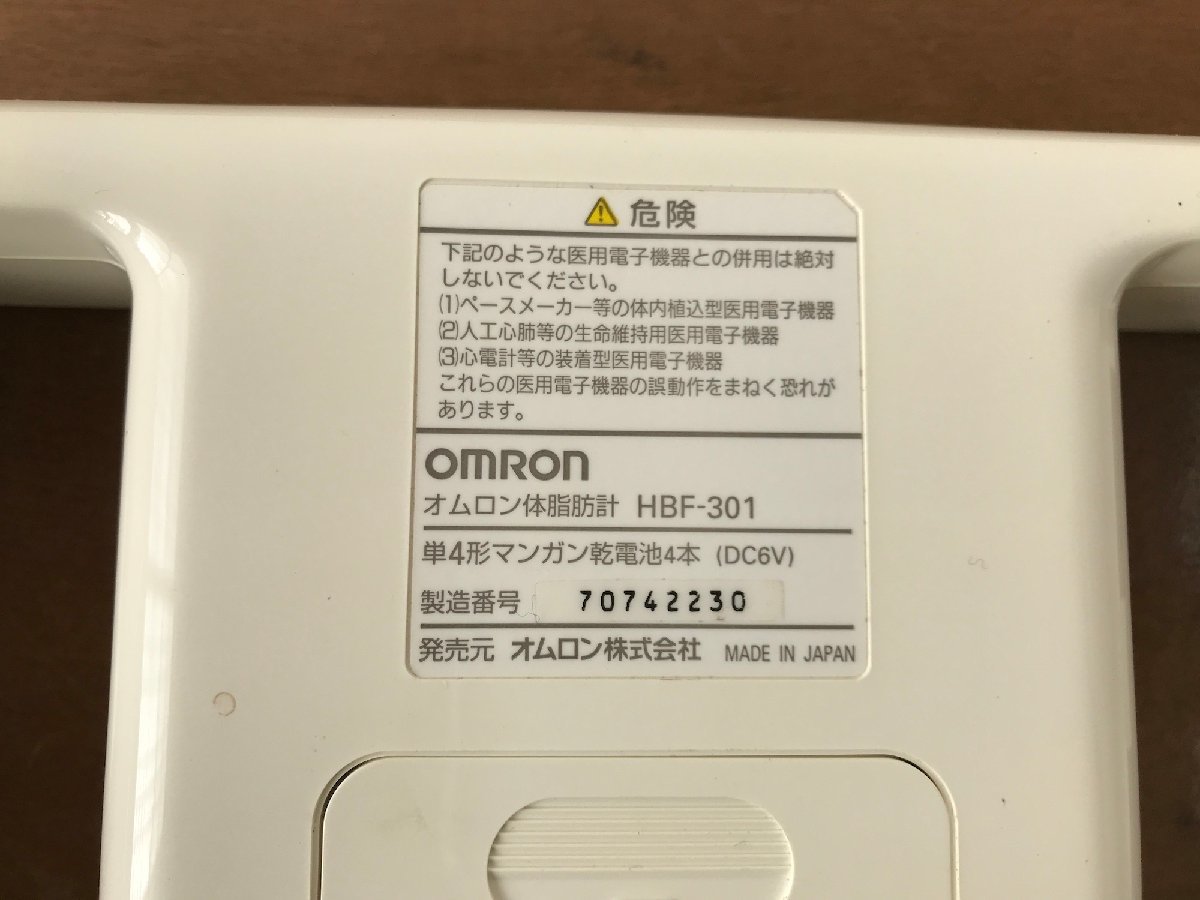 危険
下記のような医用電子機器との併用は絶対
しないでください。
⑴ペースメーカー等の体内植込型医用電子機器
⑵人工心肺等の生命維持用医用電子機器
⑶心電計等の装着型医用電子機器
これらの医用電子機器の誤動作をまねく恐れが
あります。
OMRON
オムロン体脂肪計 HBF-301
単4形マンガン乾電池4本 (DC6V)
製造番号 70742230
発売元 オムロン株式会社 MADE IN JAPAN